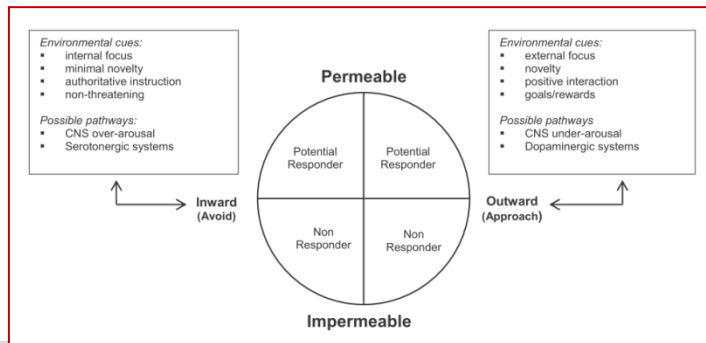 Environmental cues:
▪ internal focus
▪ minimal novelty
▪ authoritative instruction
▪ non-threatening
Possible pathways:
▪ CNS over-arousal
▪ Serotonergic systems
Environmental cues:
▪ external focus
▪ novelty
▪ positive interaction
▪ goals/rewards
Possible pathways
▪ CNS under-arousal
▪ Dopaminergic systems
Permeable
Potential
Responder
Potential
Responder
Inward
(Avoid)
Outward
(Approach)
Non
Responder
Non
Responder
Impermeable